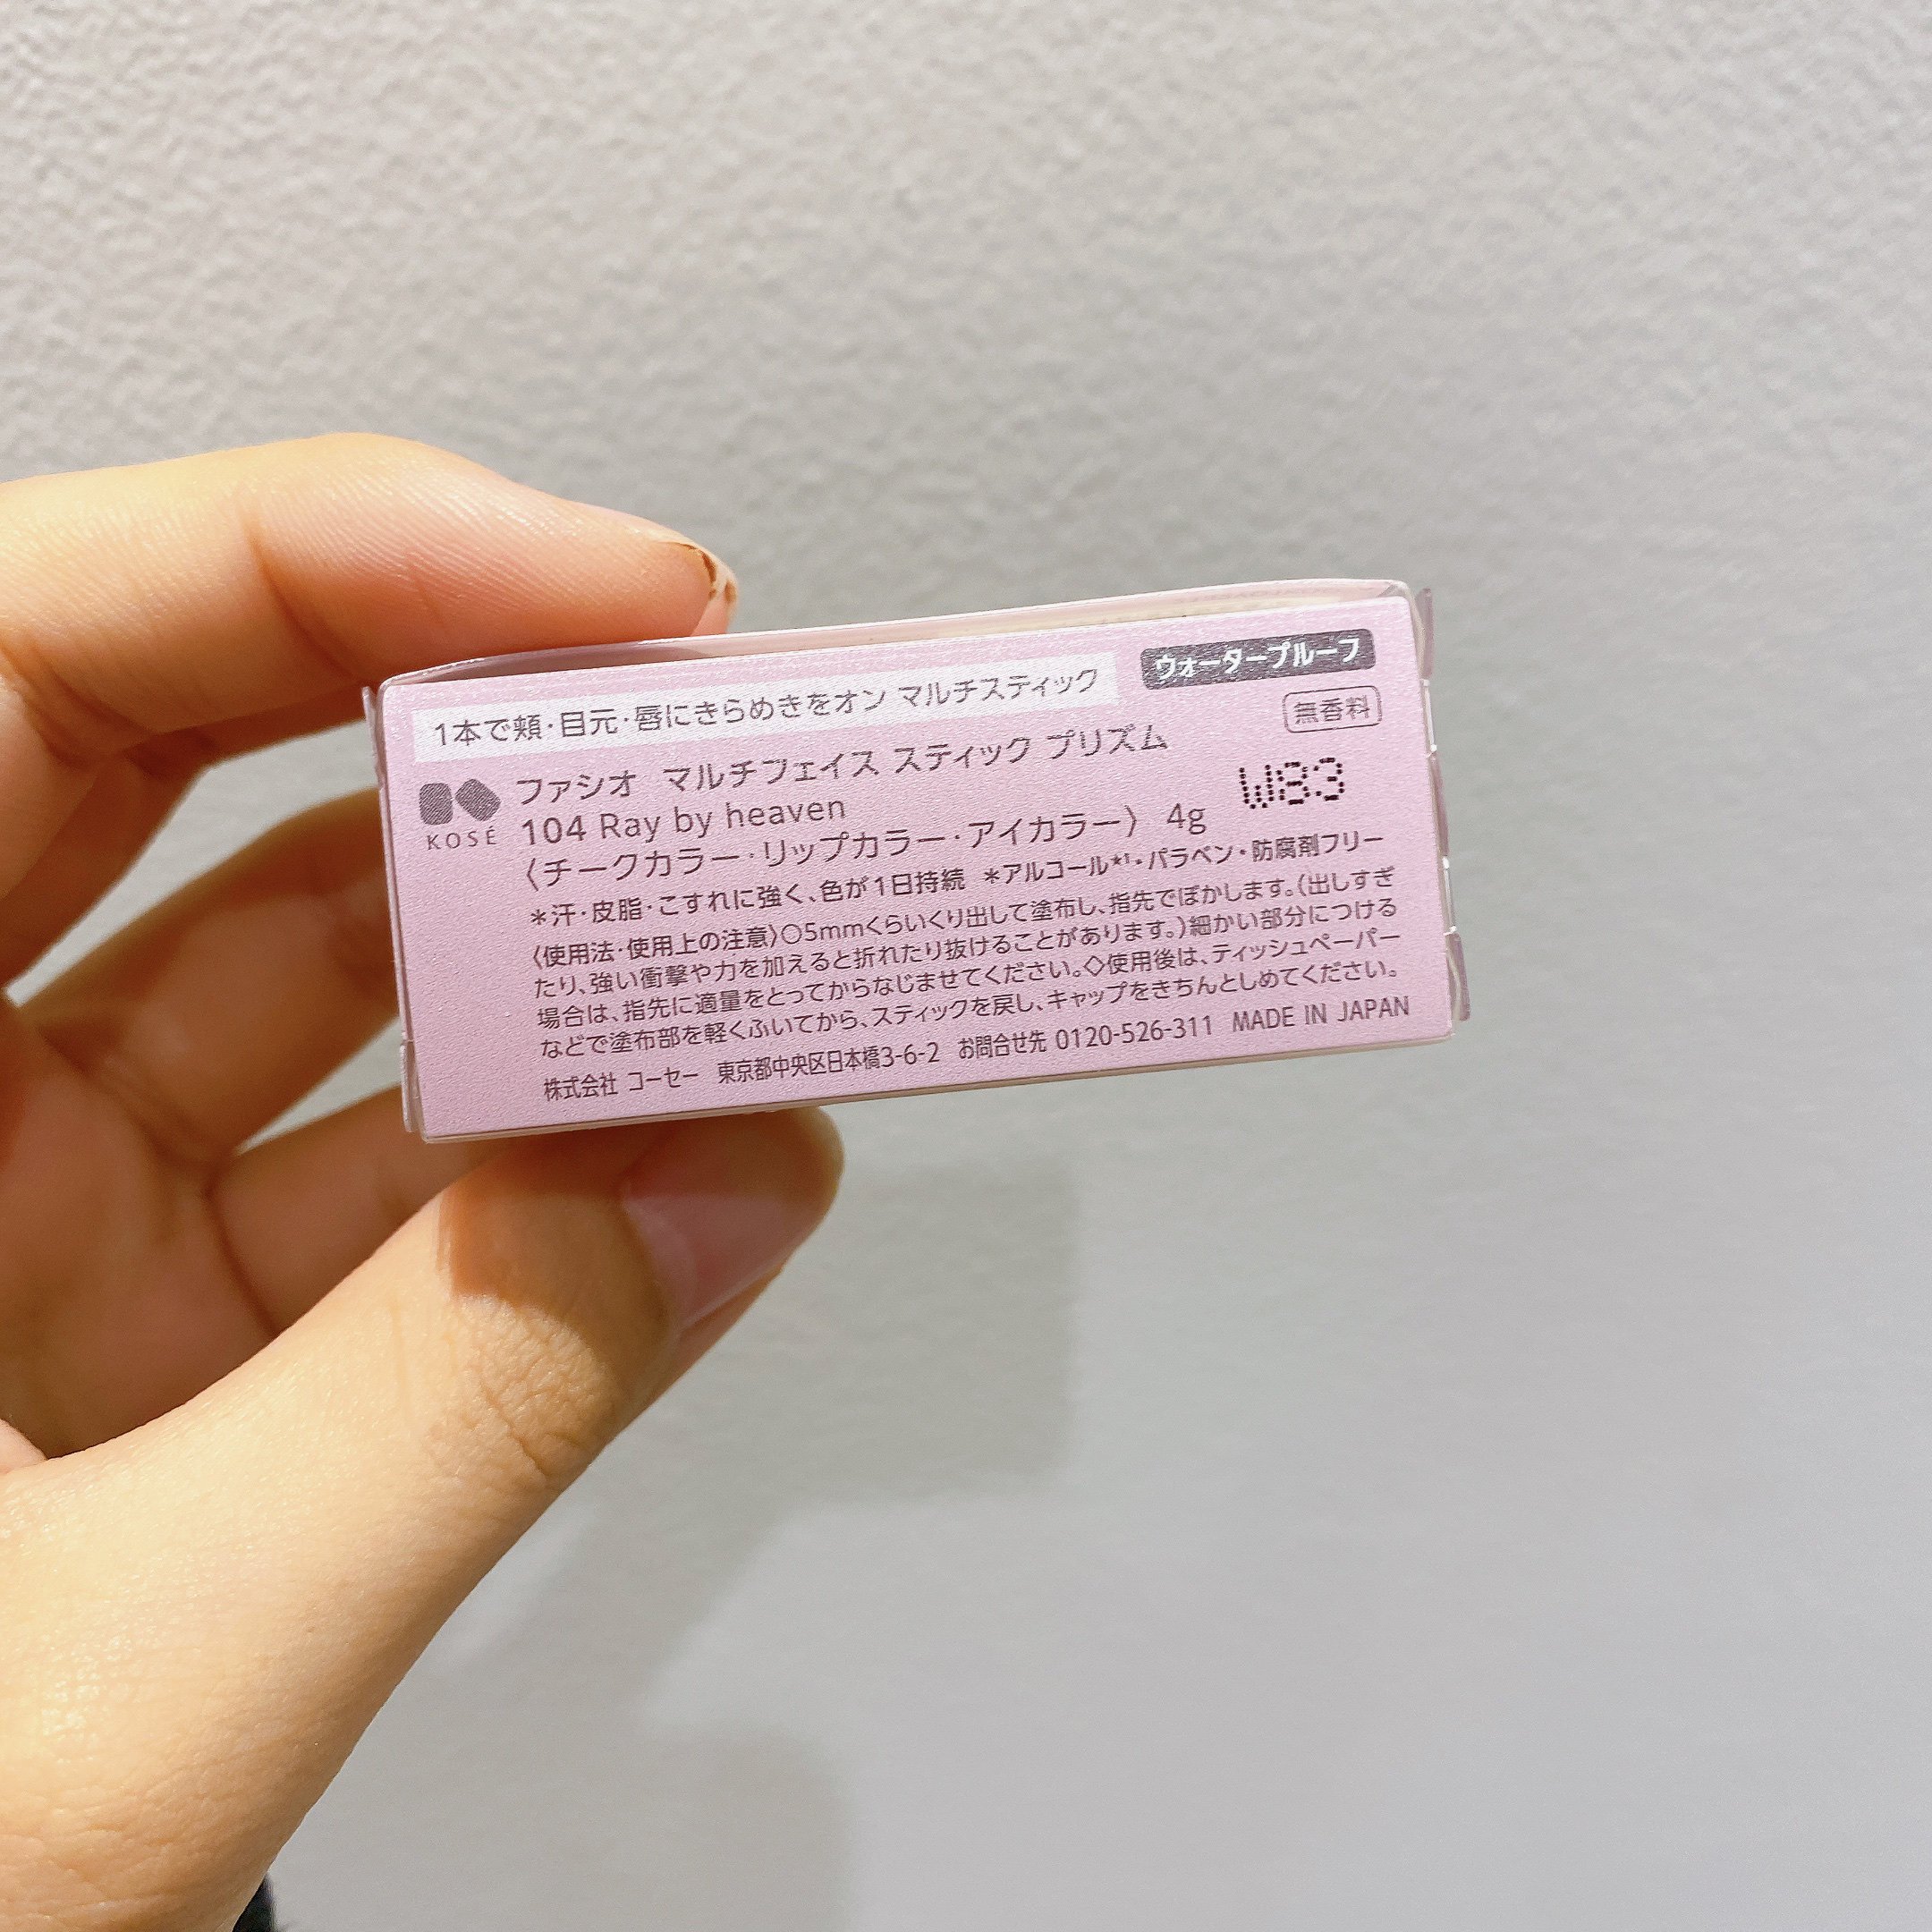 1本で頬・目元・唇にきらめきをオン マルチスティック
ウォータープルーフ
無香料
KOSÉ
ファシオ マルチフェイス スティック プリズム
104 Ray by heaven
W83
〈チークカラー・リップカラー・アイカラー〉 4g
＊汗・皮脂・こすれに強く、色が1日持続 ＊アルコール*¹・パラベン・防腐剤フリー
〈使用法・使用上の注意〉○5mmくらいくり出して塗布し、指先でぼかします。（出しすぎ
たり、強い衝撃や力を加えると折れたり抜けることがあります。）細かい部分につける
場合は、指先に適量をとってからなじませてください。◇使用後は、ティッシュペーパー
などで塗布部を軽くふいてから、スティックを戻し、キャップをきちんとしめてください。
株式会社 コーセー 東京都中央区日本橋3-6-2 お問合せ先 0120-526-311 MADE IN JAPAN